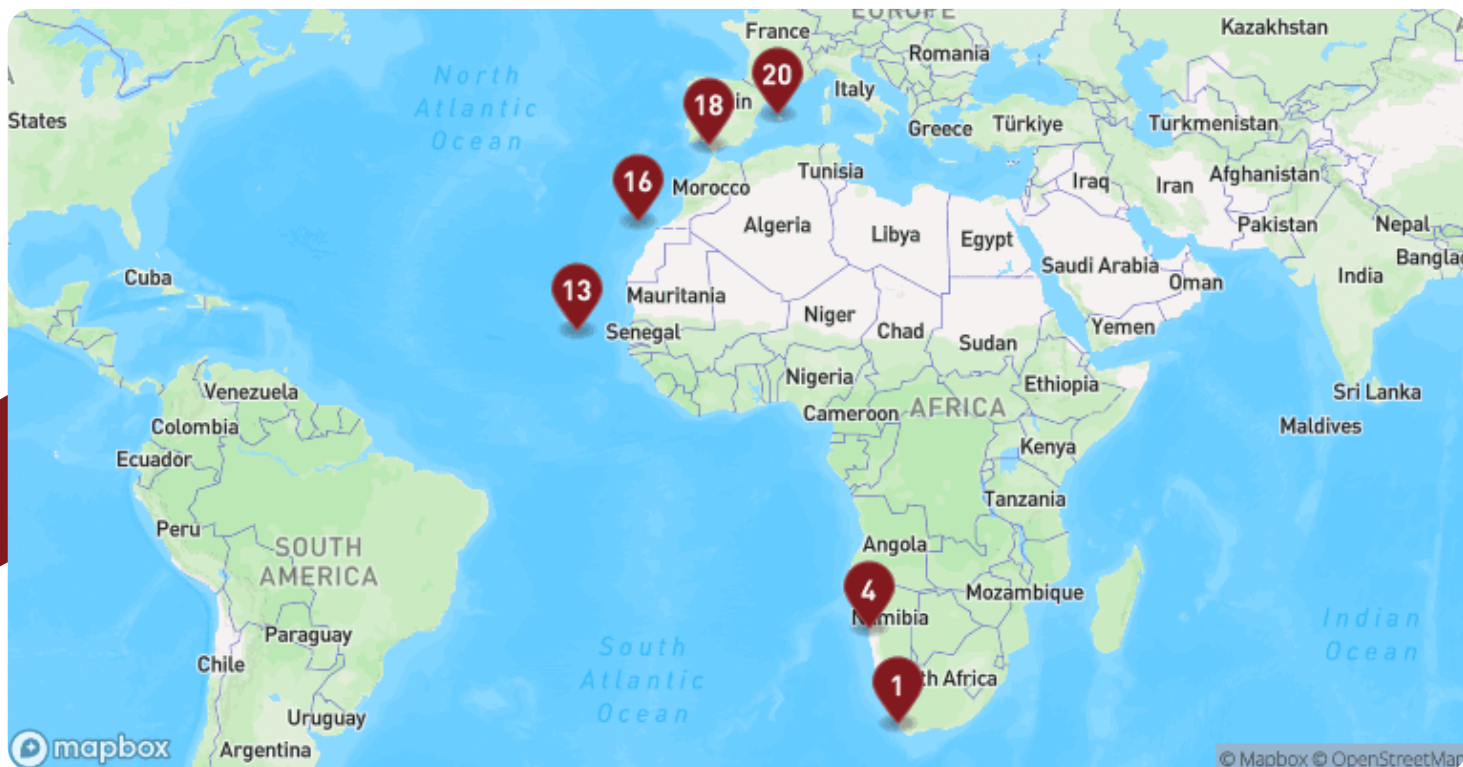 EUROPE
Kazakhstan
France
Romania
North
Atlantic
Ocean
20
Italy
18
in
States
Greece
Türkiye
Turkmenistan
Tunisia
16
Morocco
Iraq
Iran
Afghanistan
Algeria
Libya
Egypt
Pakistan
Nepal
Cuba
Saudi Arabia
India
Oman
13
Mauritania
Niger
Senegal
Chad
Sudan
Yemen
Nigeria
Ethiopia
Venezuela
Sri Lanka
Cameroon
AFRICA
Colombia
Maldives
Kenya
Ecuador
Tanzania
Peru
Angola
SOUTH
AMERICA
4
Mozambique
Namibia
Indian
Ocean
Paraguay
South
Atlantic
Ocean
Chile
1
th Africa
Uruguay
Argentina
mapbox
© Mapbox © OpenStreetMap